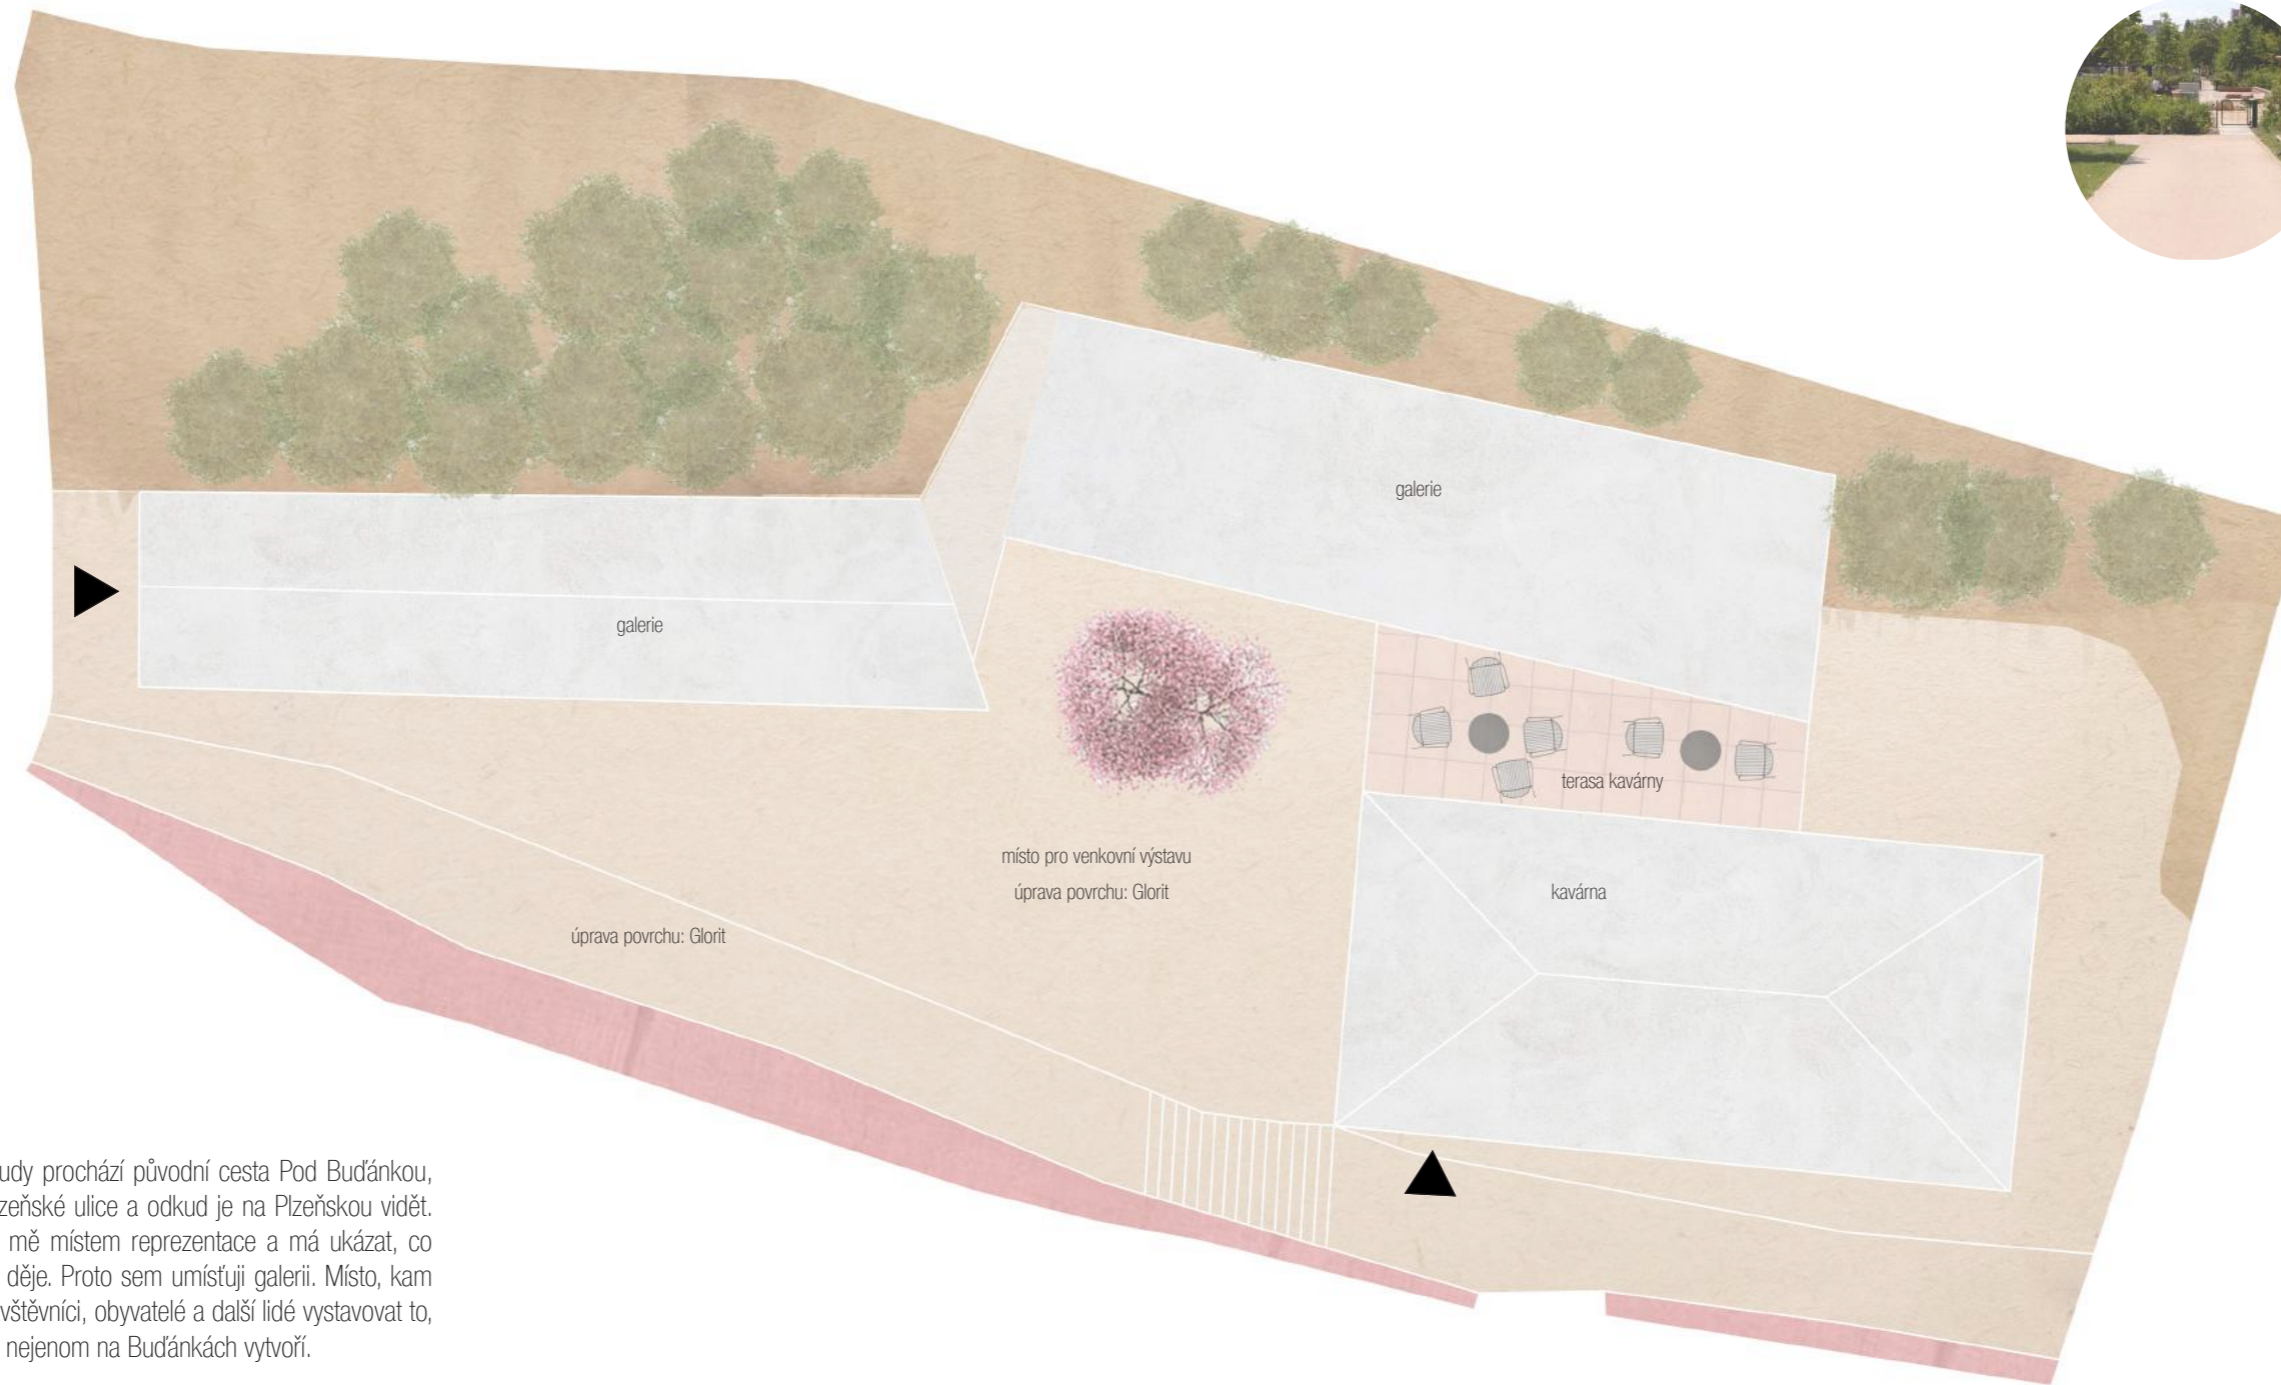 galerie
galerie
terasa kavárny
místo pro venkovní výstavu
úprava povrchu: Glorit
kavárna
úprava povrchu: Glorit
udy prochází původní cesta Pod Buďánkou,
zeňské ulice a odkud je na Plzeňskou vidět.
mě místem reprezentace a má ukázat, co
děje. Proto sem umísťuji galerii. Místo, kam
vštěvníci, obyvatelé a další lidé vystavovat to,
nejenom na Buďánkách vytvoří.